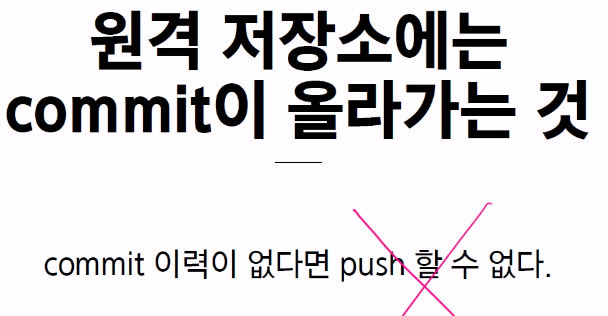 원격 저장소에는
commit이 올라가는 것
commit 이력이 없다면 push 할 수 없다.